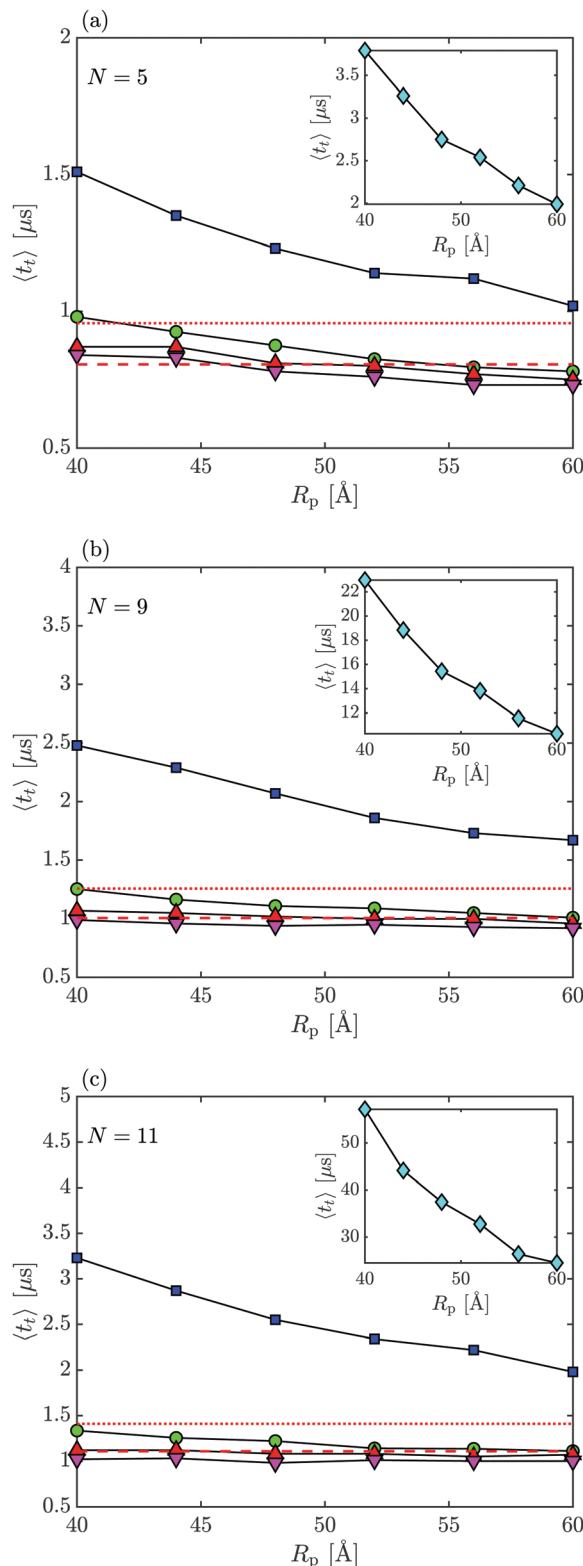 (a)
2
N = 5
1.5
1
0.5
⟨t_t⟩ [μs]
40 45 50 55 60
R_p [Å]
3.5
3
2.5
2
⟨t_t⟩ [μs]
40 50 60
R_p [Å]
(b)
4
N = 9
3.5
3
2.5
2
1.5
1
0.5
⟨t_t⟩ [μs]
40 45 50 55 60
R_p [Å]
22
20
18
16
14
12
⟨t_t⟩ [μs]
40 50 60
R_p [Å]
(c)
5
4.5
N = 11
4
3.5
3
2.5
2
1.5
1
0.5
⟨t_t⟩ [μs]
40 45 50 55 60
R_p [Å]
50
40
30
⟨t_t⟩ [μs]
40 50 60
R_p [Å]